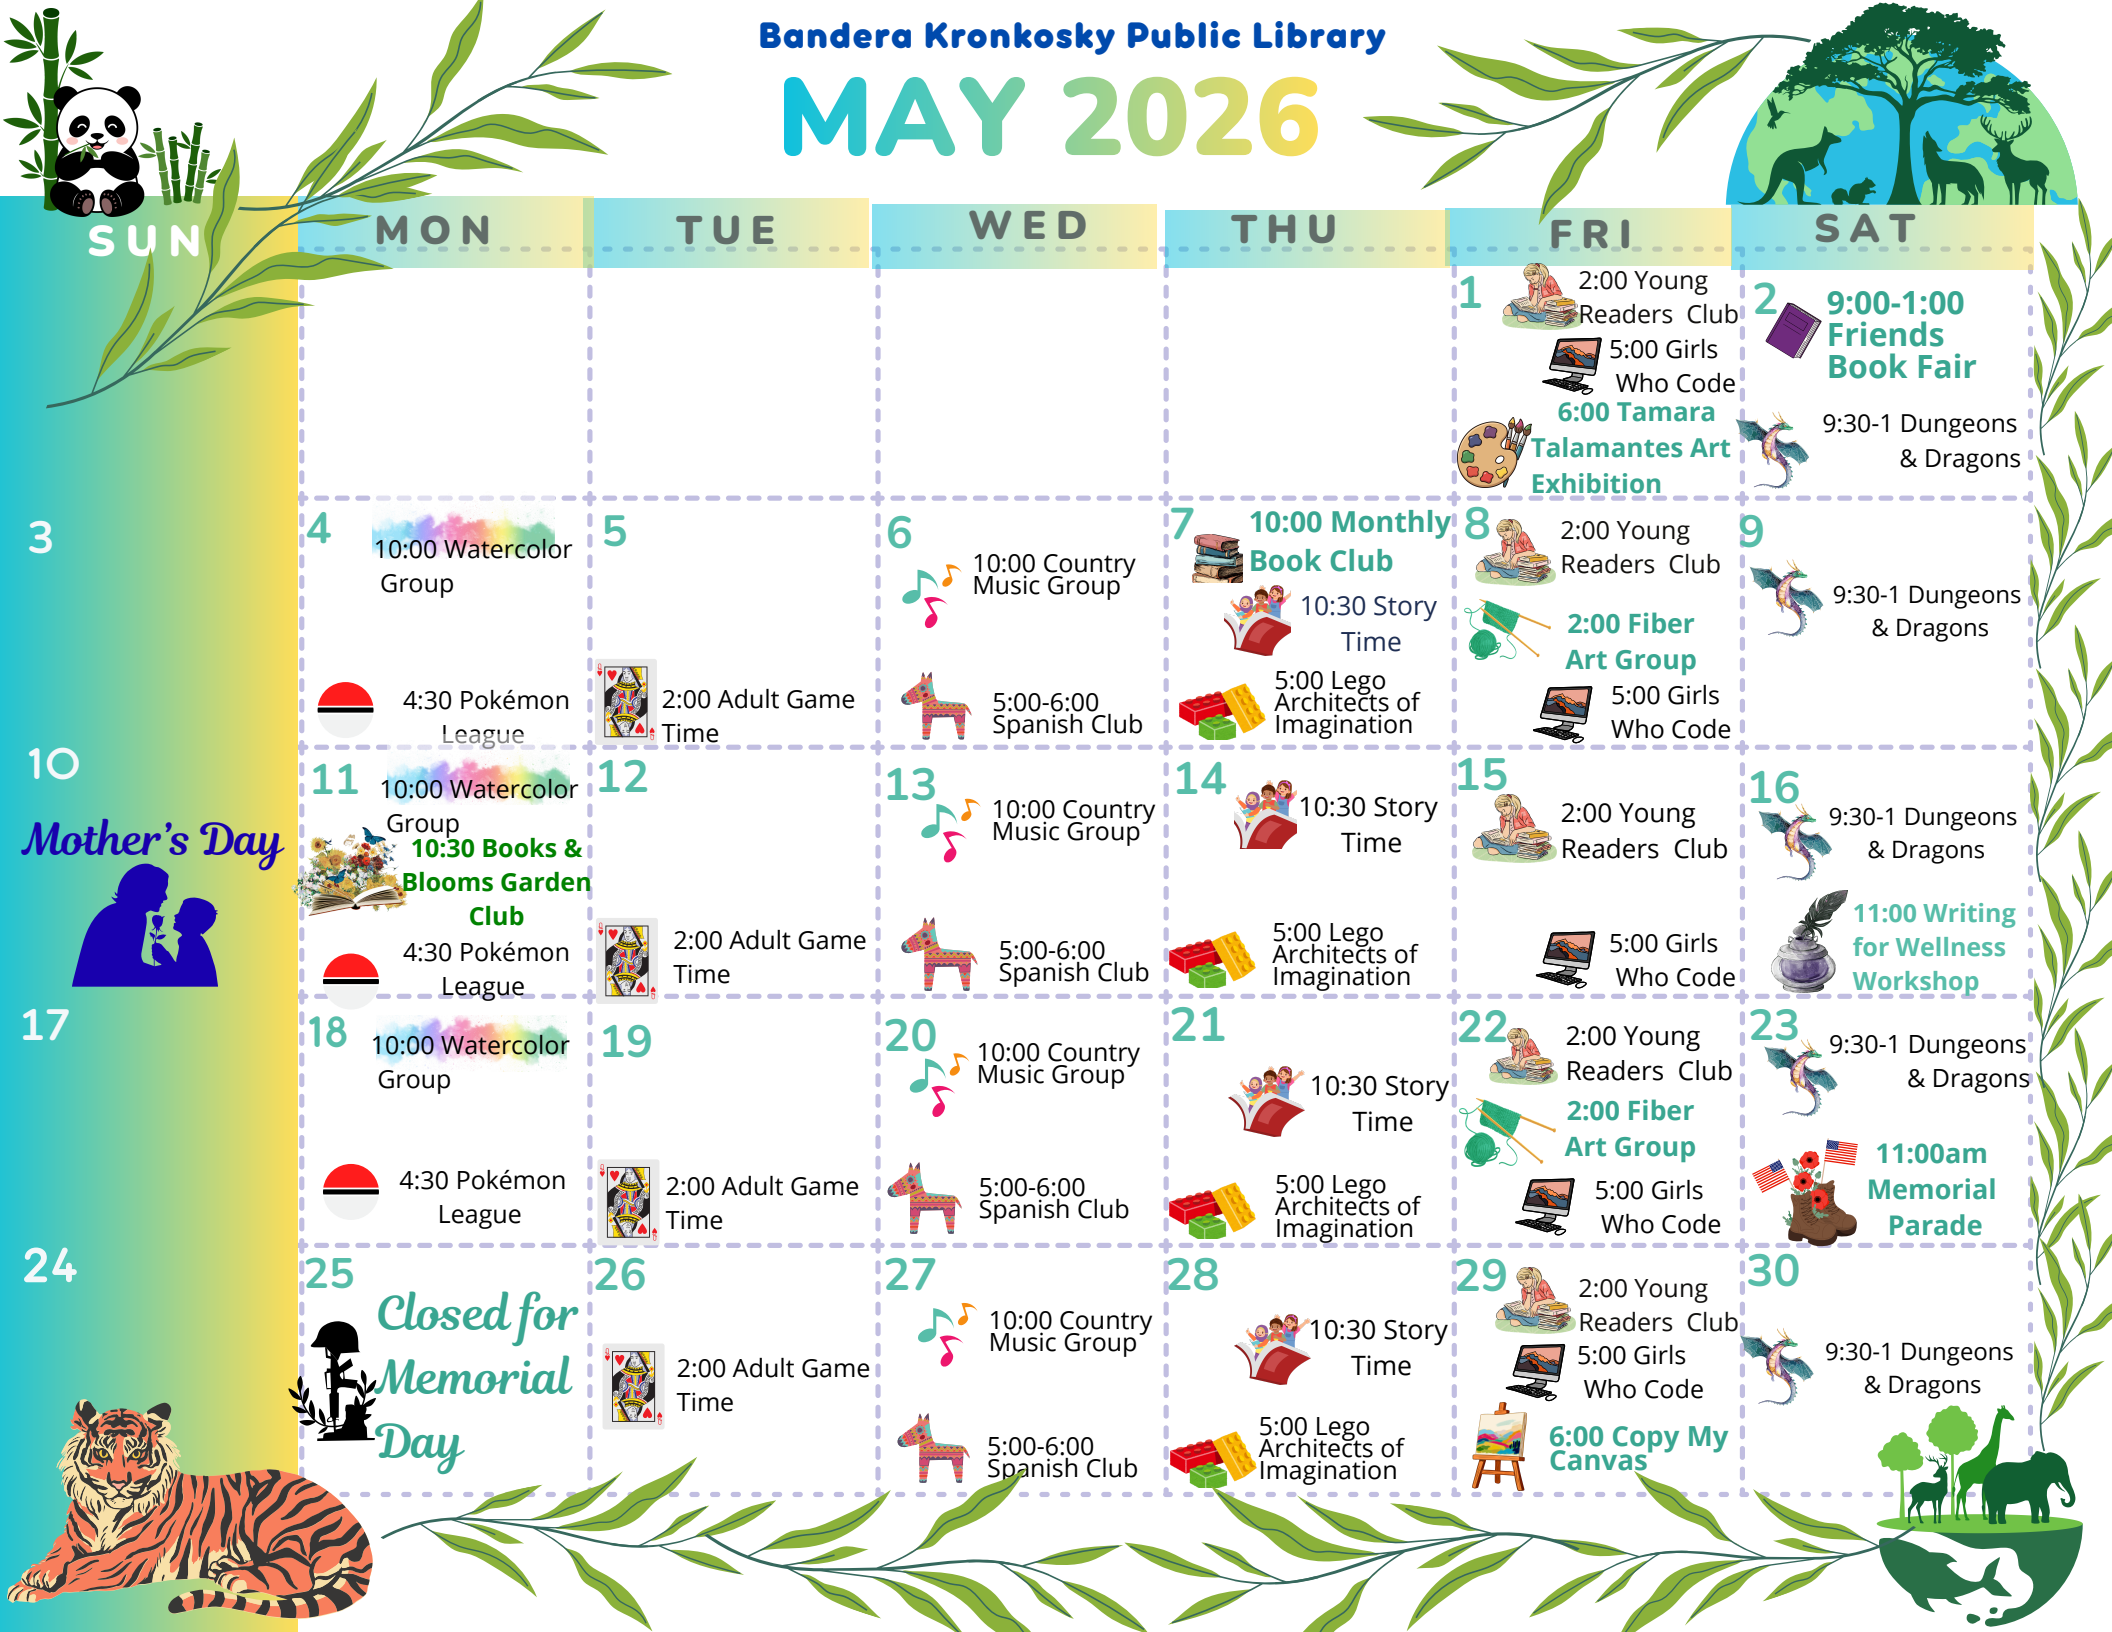 Bandera Kronkosky Public Library
MAY 2026
SUN
MON
TUE
WED
THU
FRI
SAT
1
2:00 Young
Readers Club
5:00 Girls
Who Code
6:00 Tamara
Talamantes Art
Exhibition
2
9:00-1:00
Friends
Book Fair
9:30-1 Dungeons
& Dragons
3
4
10:00 Watercolor
Group
4:30 Pokémon
League
5
2:00 Adult Game
Time
6
10:00 Country
Music Group
5:00-6:00
Spanish Club
7
10:00 Monthly
Book Club
10:30 Story
Time
5:00 Lego
Architects of
Imagination
8
2:00 Young
Readers Club
2:00 Fiber
Art Group
5:00 Girls
Who Code
9
9:30-1 Dungeons
& Dragons
10
Mother's Day
11
10:00 Watercolor
Group
10:30 Books &
Blooms Garden
Club
4:30 Pokémon
League
12
2:00 Adult Game
Time
13
10:00 Country
Music Group
5:00-6:00
Spanish Club
14
10:30 Story
Time
5:00 Lego
Architects of
Imagination
15
2:00 Young
Readers Club
5:00 Girls
Who Code
16
9:30-1 Dungeons
& Dragons
11:00 Writing
for Wellness
Workshop
17
18
10:00 Watercolor
Group
4:30 Pokémon
League
19
2:00 Adult Game
Time
20
10:00 Country
Music Group
5:00-6:00
Spanish Club
21
10:30 Story
Time
5:00 Lego
Architects of
Imagination
22
2:00 Young
Readers Club
2:00 Fiber
Art Group
5:00 Girls
Who Code
23
9:30-1 Dungeons
& Dragons
11:00am
Memorial
Parade
24
25
Closed for
Memorial
Day
26
2:00 Adult Game
Time
27
10:00 Country
Music Group
5:00-6:00
Spanish Club
28
10:30 Story
Time
5:00 Lego
Architects of
Imagination
29
2:00 Young
Readers Club
5:00 Girls
Who Code
6:00 Copy My
Canvas
30
9:30-1 Dungeons
& Dragons